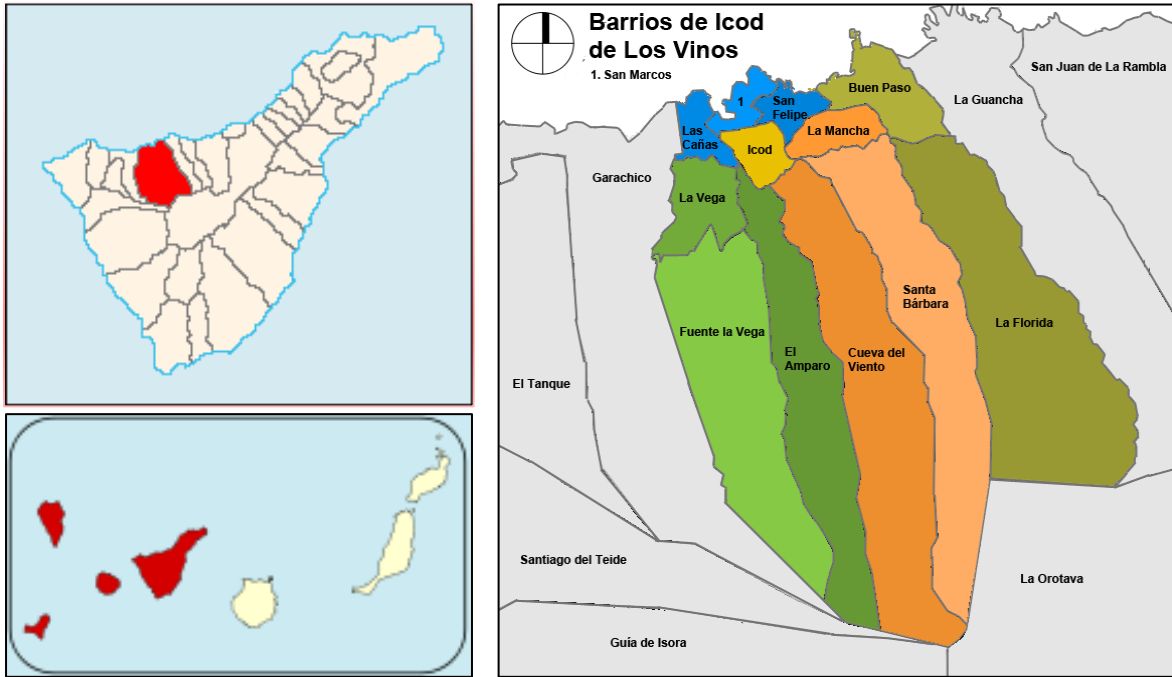 Barrios de Icod
de Los Vinos
1. San Marcos
San Juan de La Rambla
Buen Paso
La Guancha
1
San
Felipe
La Mancha
Las
Cañas
Icod
Garachico
La Vega
Santa
Bárbara
La Florida
Fuente la Vega
El
Amparo
Cueva del
Viento
El Tanque
Santiago del Teide
La Orotava
Guía de Isora